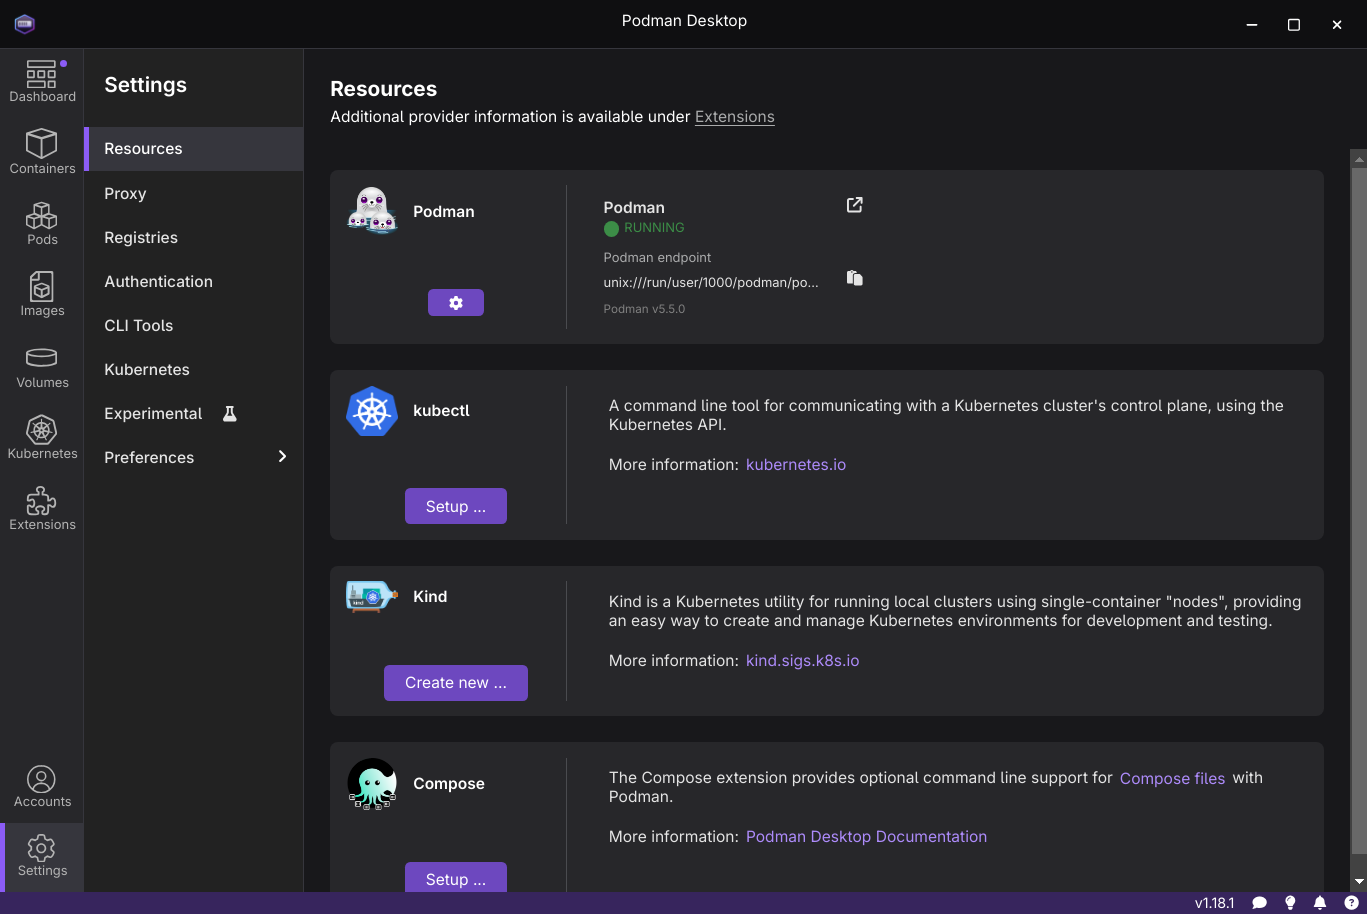 Podman Desktop
Dashboard
Containers
Pods
Images
Volumes
Kubernetes
Extensions
Accounts
Settings
Settings
Resources
Proxy
Registries
Authentication
CLI Tools
Kubernetes
Experimental
Preferences
Resources
Additional provider information is available under Extensions
Podman
Podman
RUNNING
Podman endpoint
unix:///run/user/1000/podman/po...
Podman v5.5.0
kubectl
Setup ...
A command line tool for communicating with a Kubernetes cluster's control plane, using the
Kubernetes API.
More information: kubernetes.io
kind
Kind
Create new ...
Kind is a Kubernetes utility for running local clusters using single-container "nodes", providing
an easy way to create and manage Kubernetes environments for development and testing.
More information: kind.sigs.k8s.io
Compose
Setup ...
The Compose extension provides optional command line support for Compose files with
Podman.
More information: Podman Desktop Documentation
v1.18.1